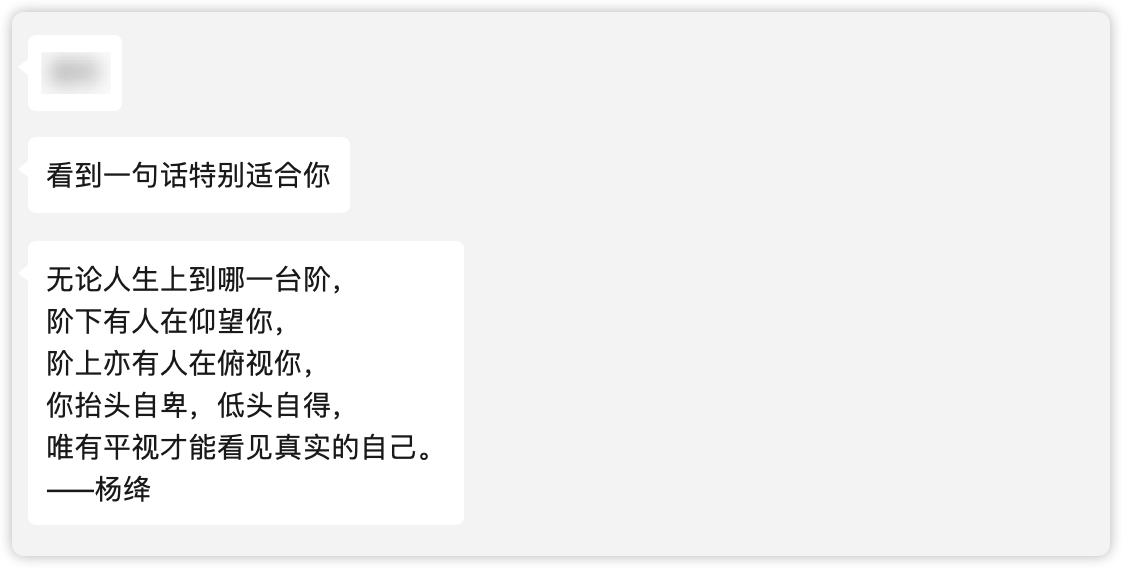 看到一句话特别适合你
无论人生上到哪一台阶，
阶下有人在仰望你，
阶上亦有人在俯视你，
你抬头自卑，低头自得，
唯有平视才能看见真实的自己。
——杨绛